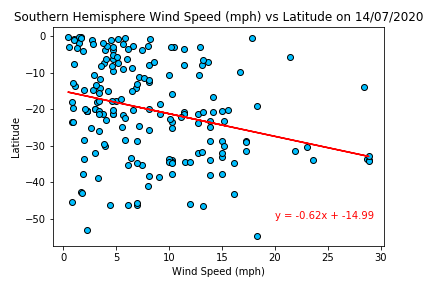 Southern Hemisphere Wind Speed (mph) vs Latitude on 14/07/2020
0
−10
−20
−30
−40
−50
Latitude
y = -0.62x + -14.99
0 5 10 15 20 25 30
Wind Speed (mph)